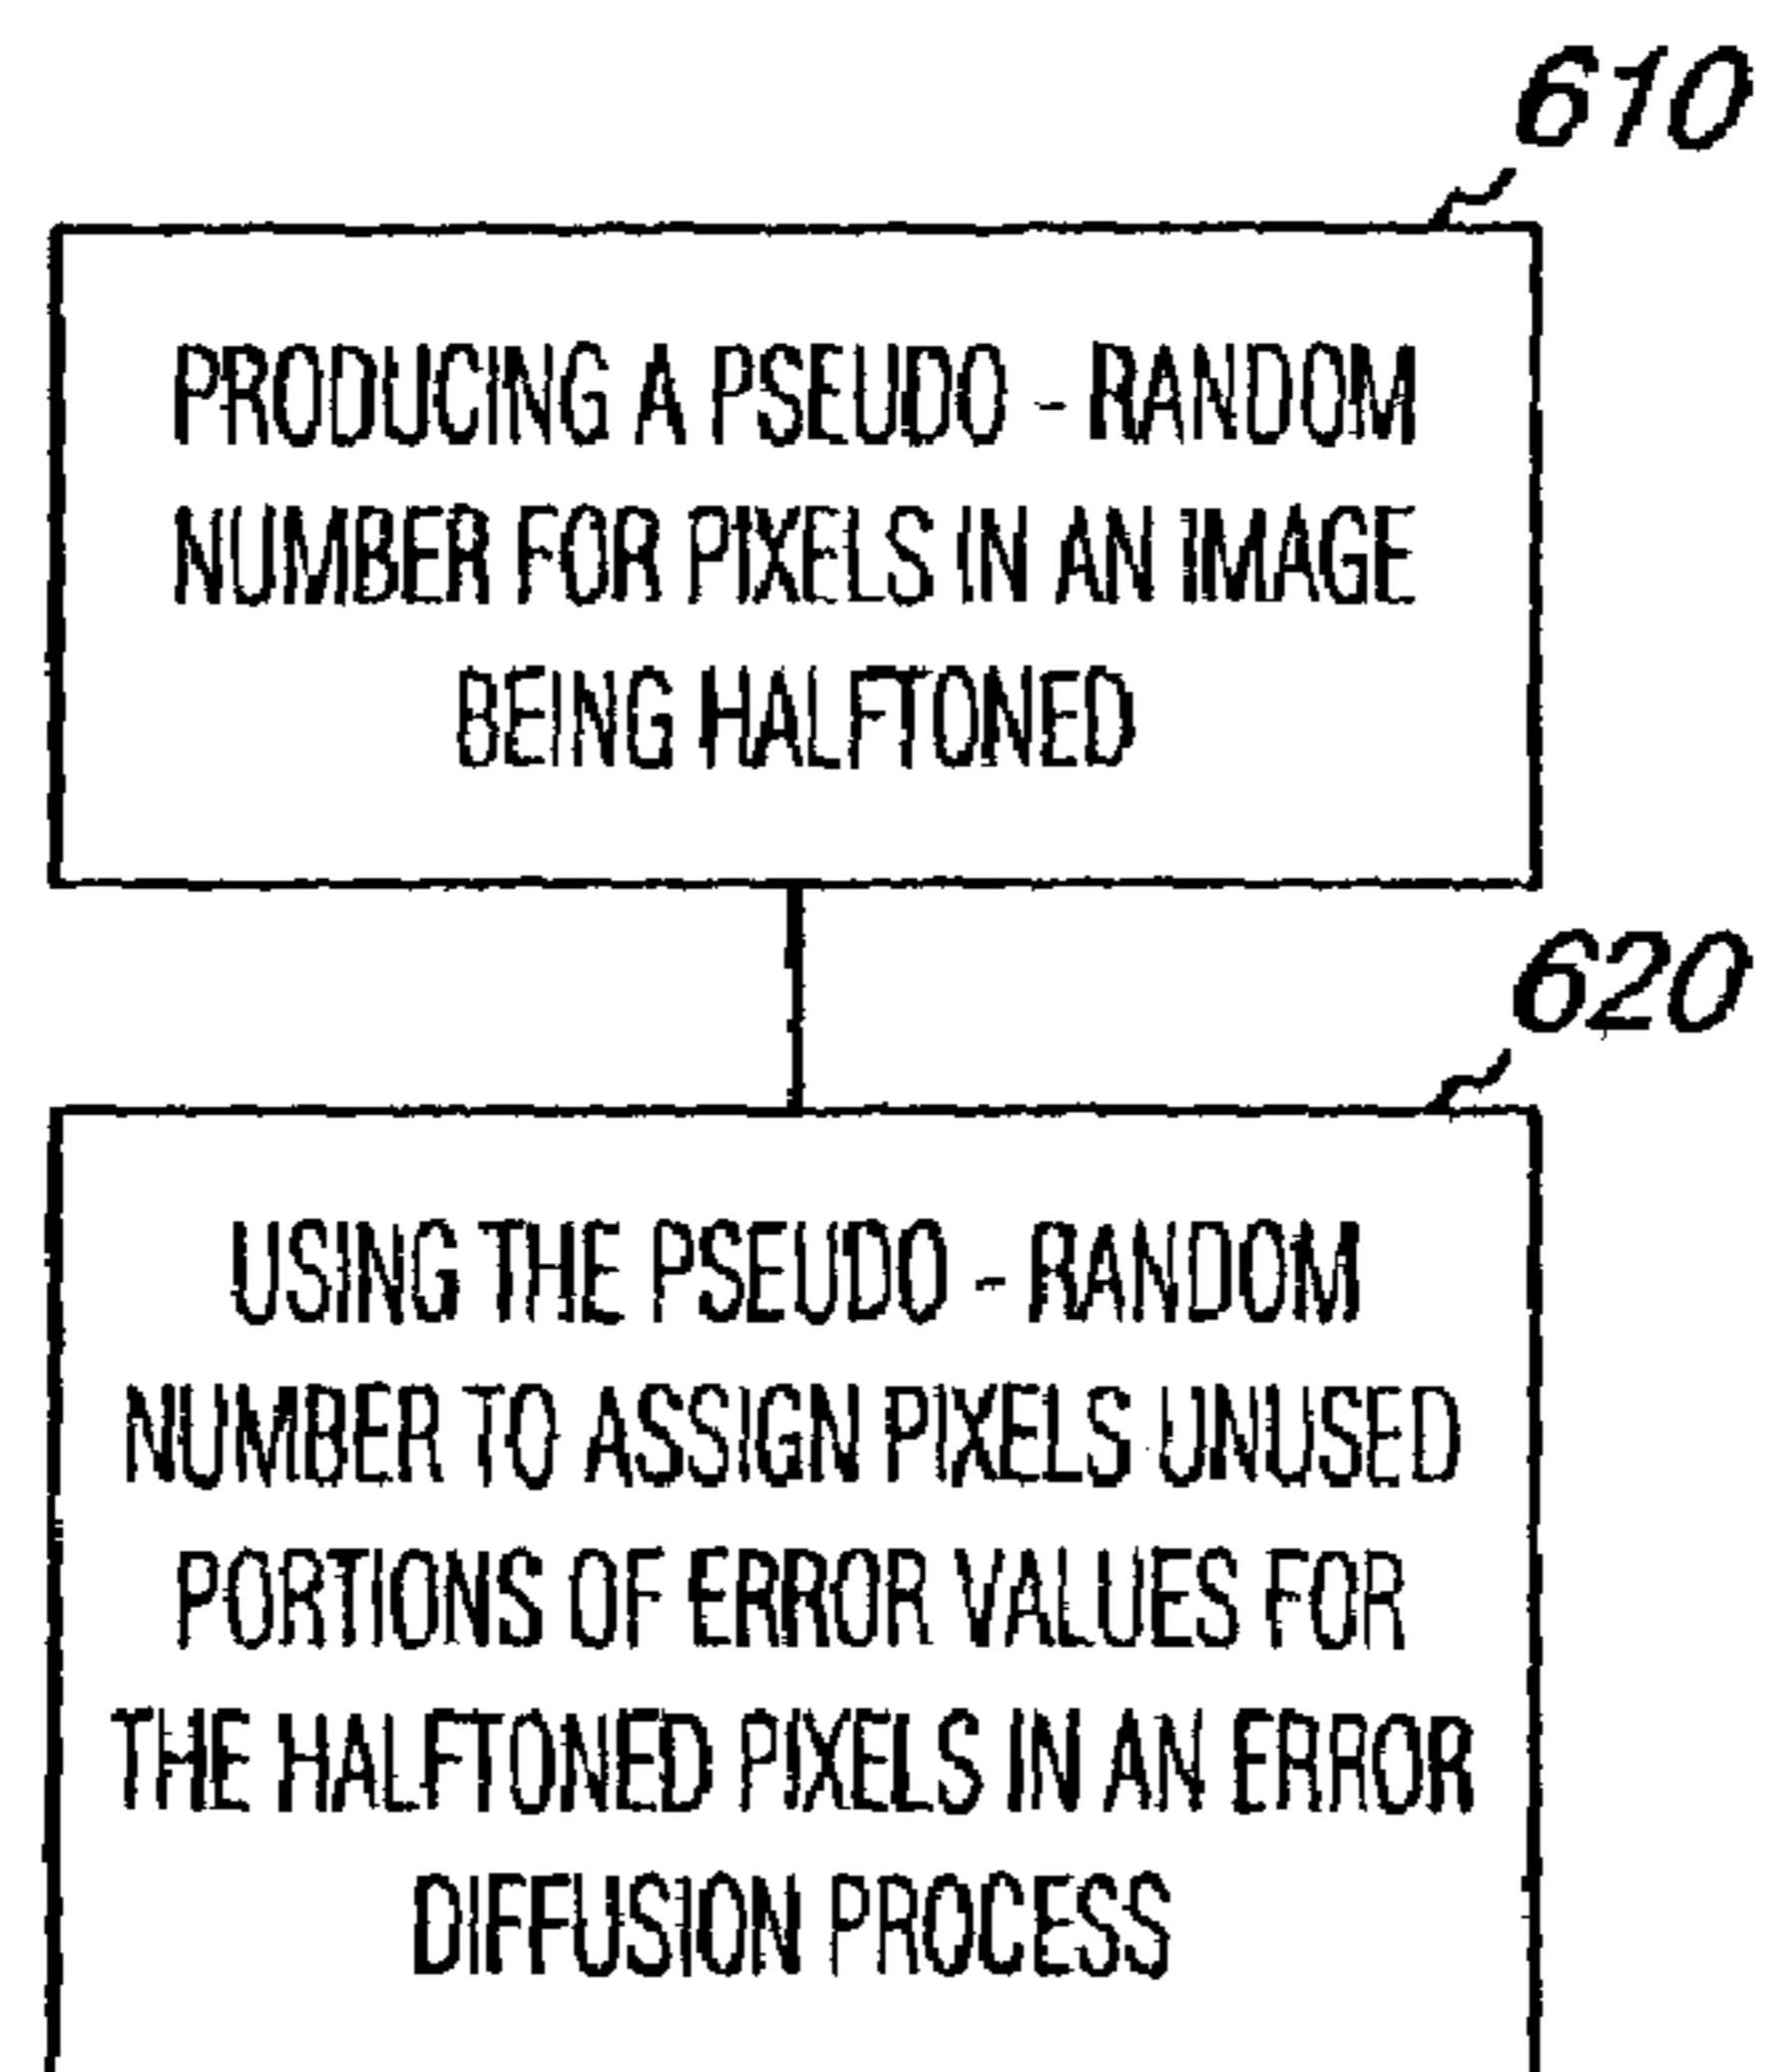 610
PRODUCING A PSEUDO - RANDOM
NUMBER FOR PIXELS IN AN IMAGE
BEING HALFTONED
620
USING THE PSEUDO - RANDOM
NUMBER TO ASSIGN PIXELS UNUSED
PORTIONS OF ERROR VALUES FOR
THE HALFTONED PIXELS IN AN ERROR
DIFFUSION PROCESS